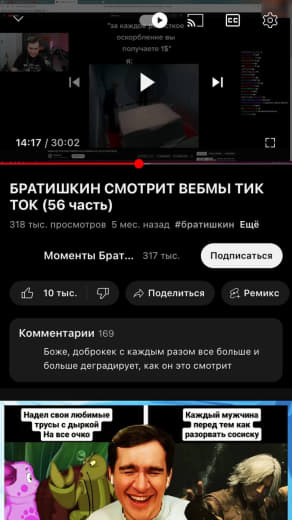 "за каждое
оскорбление вы
получаете 1$"
я:
CC
14:17 / 30:02
БРАТИШКИН СМОТРИТ ВЕБМЫ ТИК
ТОК (56 часть)
318 тыс. просмотров 5 мес. назад #братишкин Ещё
Моменты Брат... 317 тыс.
Подписаться
10 тыс.
Поделиться
Ремикс
Комментарии 169
Боже, доброкек с каждым разом все больше и
больше деградирует, как он это смотрит
Надел свои любимые
трусы с дыркой
На все очко
Каждый мужчина
перед тем как
разорвать сосиску